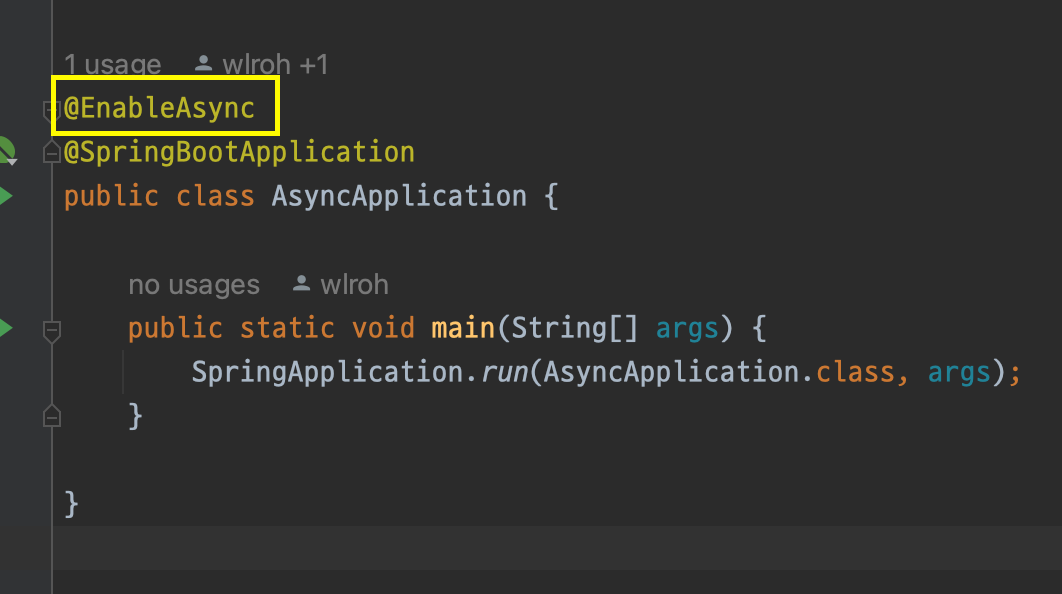 1 usage wlroh +1
@EnableAsync
@SpringBootApplication
public class AsyncApplication {
no usages wlroh
public static void main(String[] args) {
SpringApplication.run(AsyncApplication.class, args);
}
}